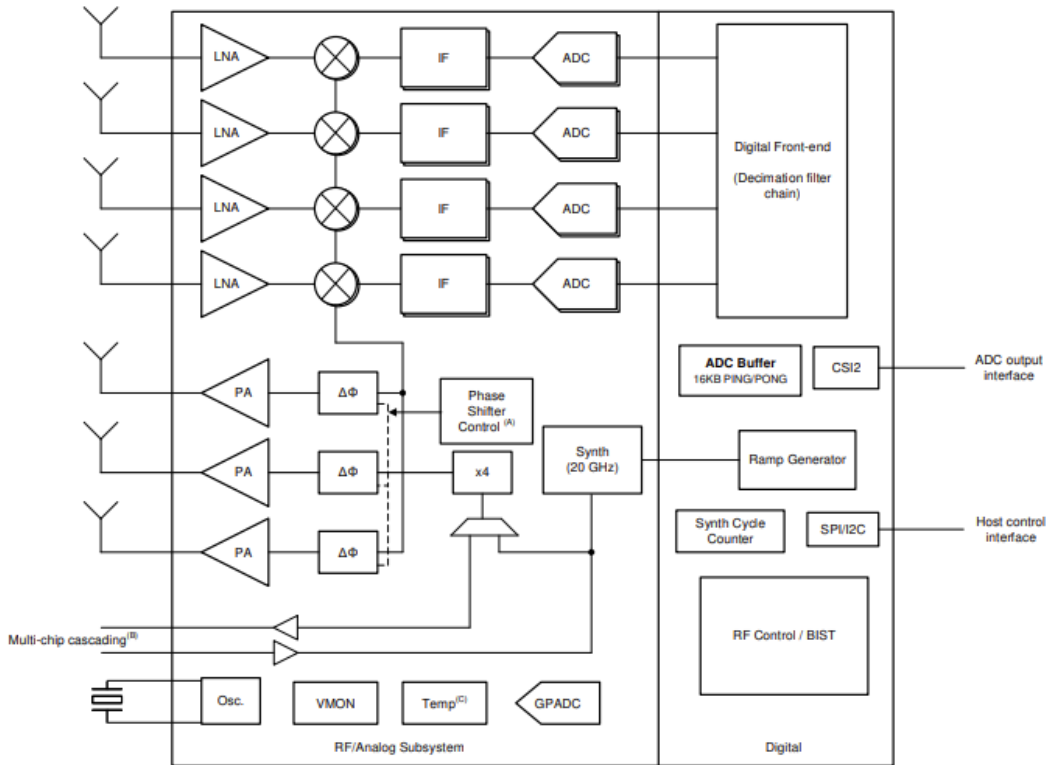 LNA
IF
ADC
LNA
IF
ADC
Digital Front-end
(Decimation filter
chain)
LNA
IF
ADC
LNA
IF
ADC
ADC Buffer
16KB PING/PONG
CSI2
ADC output
interface
PA
ΔΦ
Phase
Shifter
Control (A)
PA
ΔΦ
x4
Synth
(20 GHz)
Ramp Generator
Synth Cycle
Counter
SPI/I2C
Host control
interface
PA
ΔΦ
Multi-chip cascading(B)
RF Control / BIST
Osc.
VMON
Temp(C)
GPADC
RF/Analog Subsystem
Digital